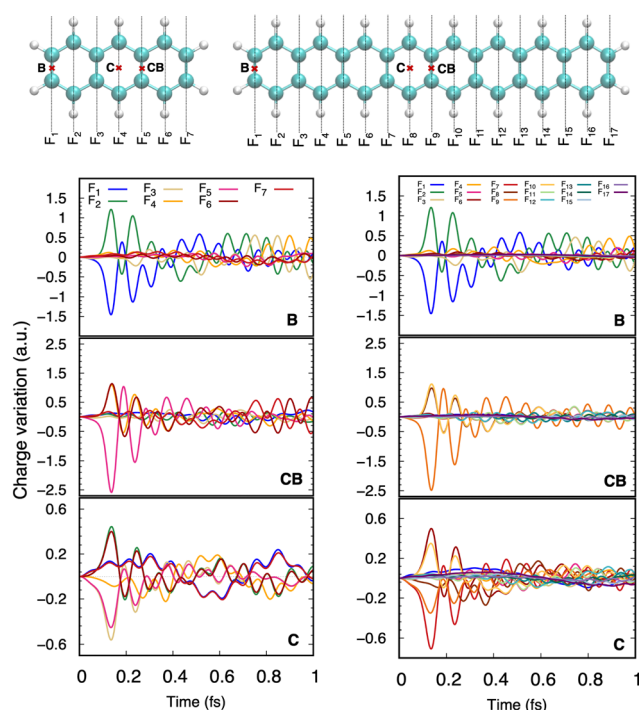 B C CB B C CB
F1 F2 F3 F4 F5 F6 F7 F1 F2 F3 F4 F5 F6 F7 F8 F9 F10 F11 F12 F13 F14 F15 F16 F17
F1 F3 F5 F7
F2 F4 F6
F1 F4 F7 F10 F13 F16
F2 F5 F8 F11 F14 F17
F3 F6 F9 F12 F15
Charge variation (a.u.)
1.5
1
0.5
0
−0.5
−1
−1.5
B
1.5
1
0.5
0
−0.5
−1
−1.5
B
2.5
1.5
0.5
−0.5
−1.5
−2.5
CB
2.5
1.5
0.5
−0.5
−1.5
−2.5
CB
0.6
0.2
−0.2
−0.6
C
0.6
0.2
−0.2
−0.6
C
0 0.2 0.4 0.6 0.8 1
0 0.2 0.4 0.6 0.8 1
Time (fs)
Time (fs)